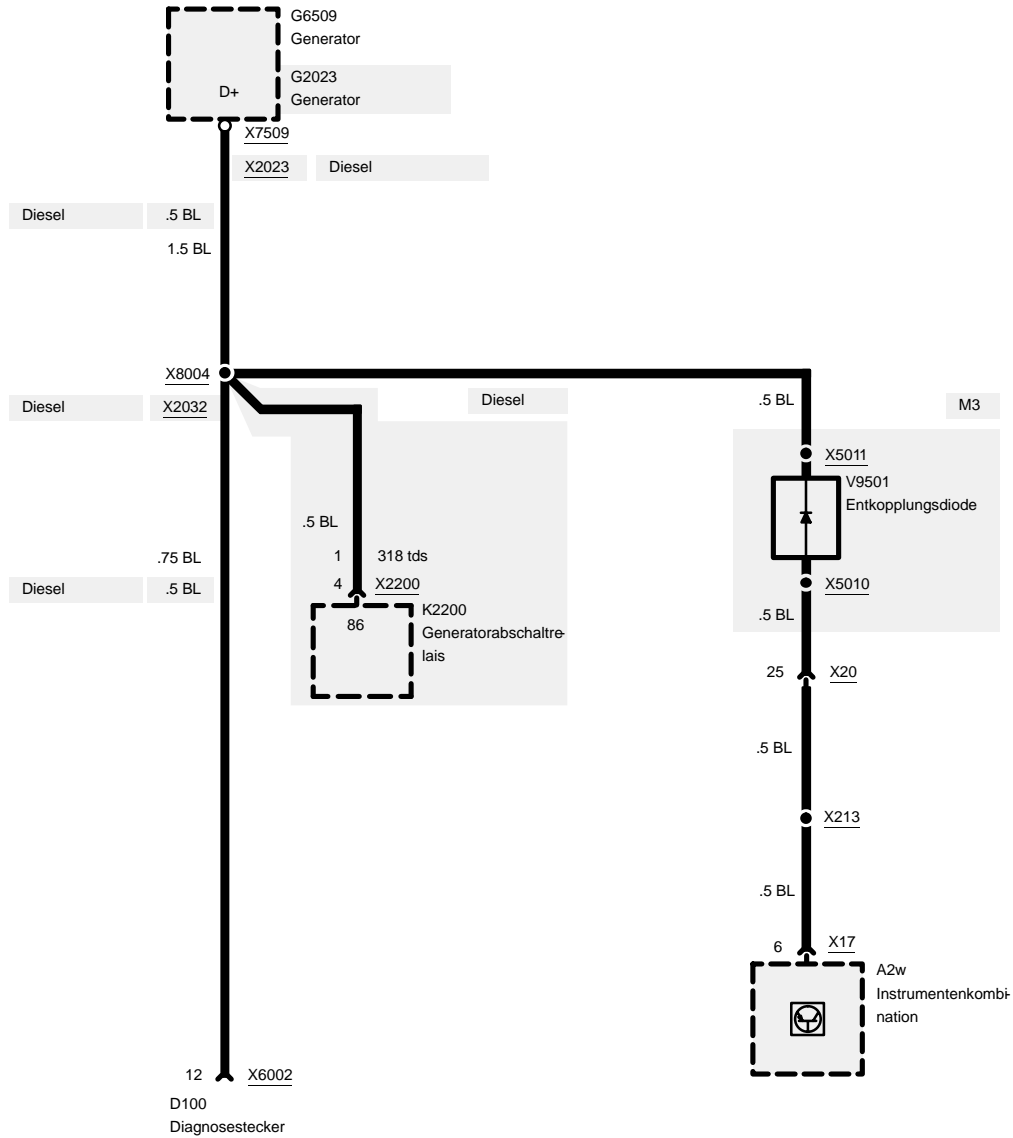 G6509
Generator
G2023
Generator
D+
X7509
X2023
Diesel
Diesel
.5 BL
1.5 BL
X8004
Diesel
X2032
Diesel
.5 BL
M3
X5011
V9501
Entkopplungsdiode
.5 BL
1
318 tds
.75 BL
4
X2200
Diesel
.5 BL
X5010
K2200
Generatorabschaltre-
lais
86
.5 BL
25
X20
.5 BL
X213
.5 BL
6
X17
A2w
Instrumentenkombi-
nation
12
X6002
D100
Diagnosestecker